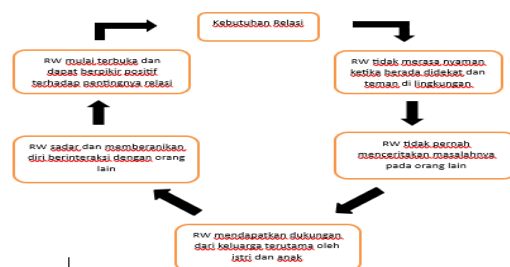 Kebutuhan Relasi
RW tidak merasa nyaman
ketika berada didekat dan
teman di lingkungan.
RW tidak pernah
menceritakan masalahnya
pada orang lain
RW mendapatkan dukungan
dari keluarga terutama oleh
istri dan anak
RW sadar dan memberanikan
diri berinteraksi dengan orang
lain
RW mulai terbuka dan
dapat berpikir positif
terhadap pentingnya relasi